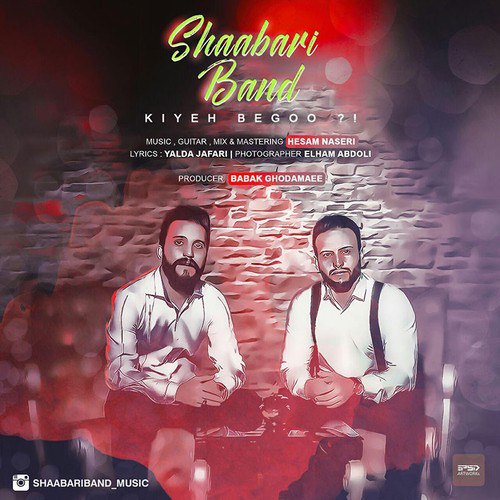 Shaabari
Band
KIYEH BEGOO ?!
MUSIC , GUITAR , MIX & MASTERING HESAM NASERI
LYRICS : YALDA JAFARI | PHOTOGRAPHER ELHAM ABDOLI
PRODUCER BABAK GHODAMAEE
SHAABARIBAND_MUSIC
ARTWORK